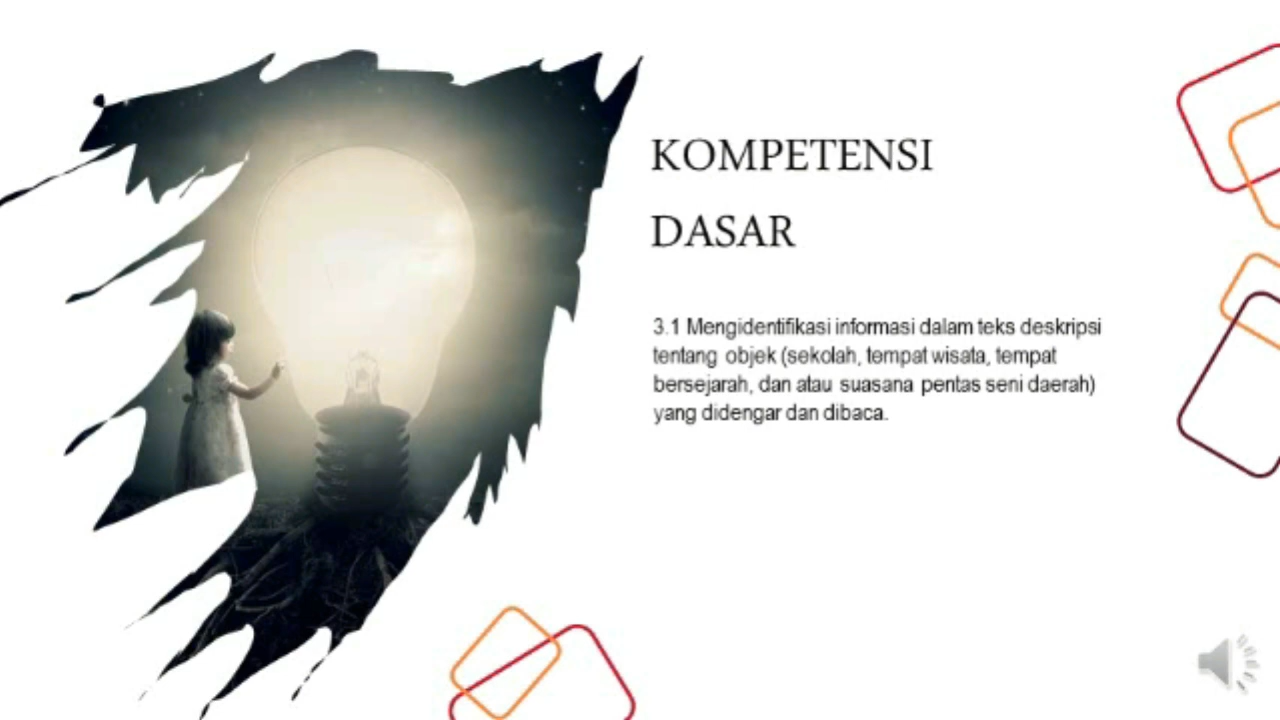 KOMPETENSI
DASAR
3.1 Mengidentifikasi informasi dalam teks deskripsi
tentang objek (sekolah, tempat wisata, tempat
bersejarah, dan atau suasana pentas seni daerah)
yang didengar dan dibaca.